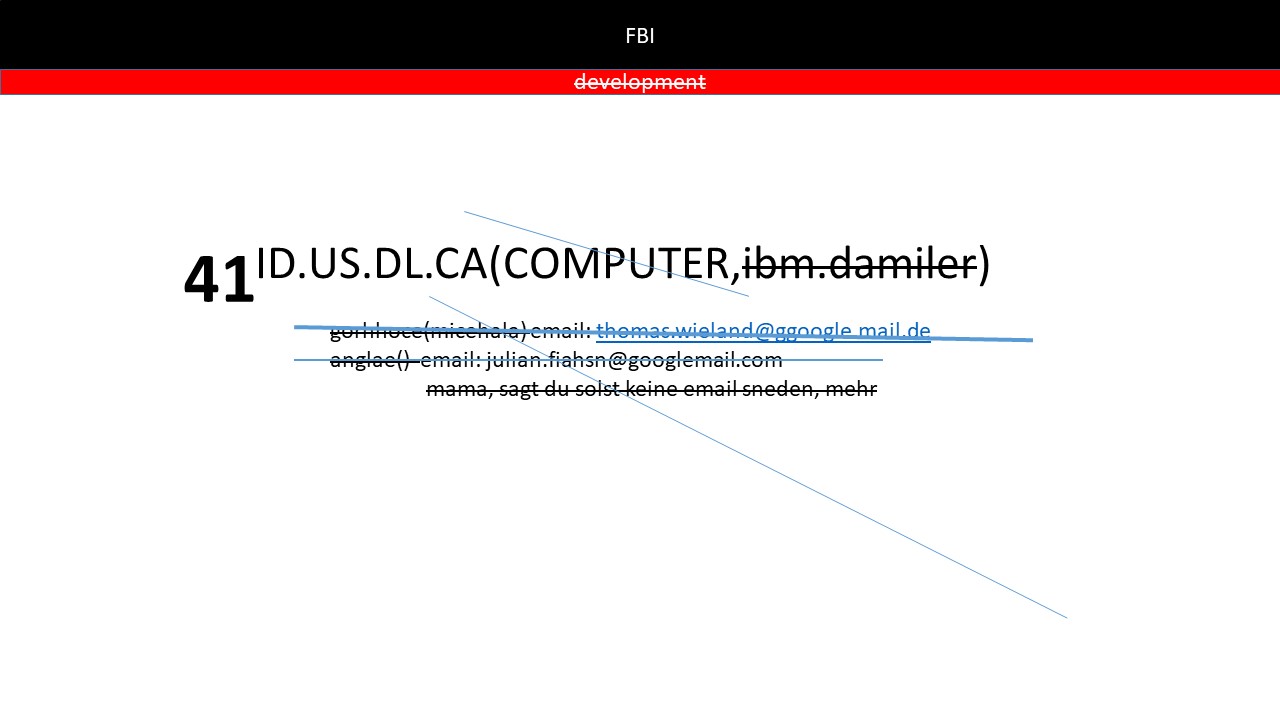 FBI
development
41 ID.US.DL.CA(COMPUTER,ibm.damiler)
gorhhoce(micchala) email: thomas.wieland@ggoogle.mail.de
anglae() email: julian.fiahsn@googlemail.com
mama, sagt du solst keine email sneden, mehr